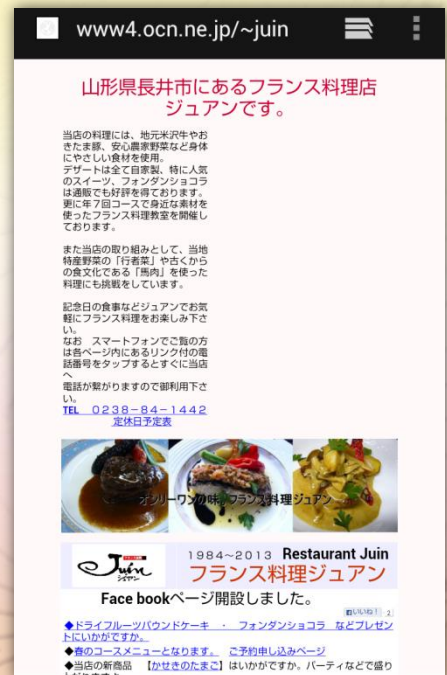 www4.ocn.ne.jp/~juin
山形県長井市にあるフランス料理店
ジュアンです。
当店の料理には、地元米沢牛やお
きたま豚、安心農家野菜など身体
にやさしい食材を使用。
デザートは全て自家製、特に人気
のスイーツ、フォンダンショコラ
は通販でも好評を得ております。
更に年７回コースで身近な素材を
使ったフランス料理教室を開催し
ております。
また当店の取り組みとして、当地
特産野菜の「行者菜」や古くから
の食文化である「馬肉」を使った
料理にも挑戦をしています。
記念日の食事などジュアンでお気
軽にフランス料理をお楽しみ下さ
い。
なお　スマートフォンでご覧の方
は各ページ内にあるリンク付の電
話番号をタップするとすぐに当店
へ
電話が繋がりますので御利用下さ
い。
TEL　０２３８－８４－１４４２
定休日予定表
オンリーワンの味 フランス料理ジュアン
Juin
ジュアン
1984~2013 Restaurant Juin
フランス料理ジュアン
Face bookページ開設しました。
いいね！ 2
◆ドライフルーツパウンドケーキ　・　フォンダンショコラ　などプレゼン
トにいかがですか。
◆春のコースメニューとなります。　ご予約申し込みページ
◆当店の新商品　【かせきのたまご】はいかがですか。パーティなどで盛り